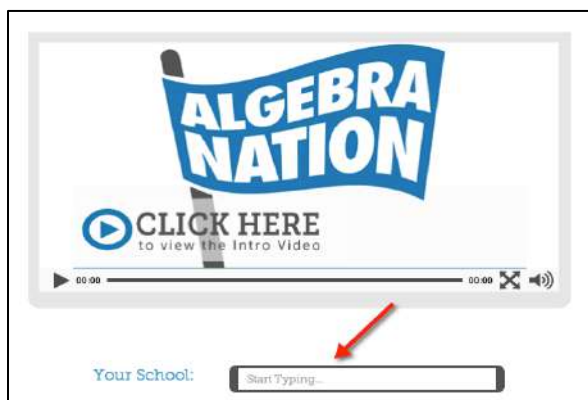 ALGEBRA
NATION
CLICK HERE
to view the Intro Video
00:00
00:00
Your School:
Start Typing...